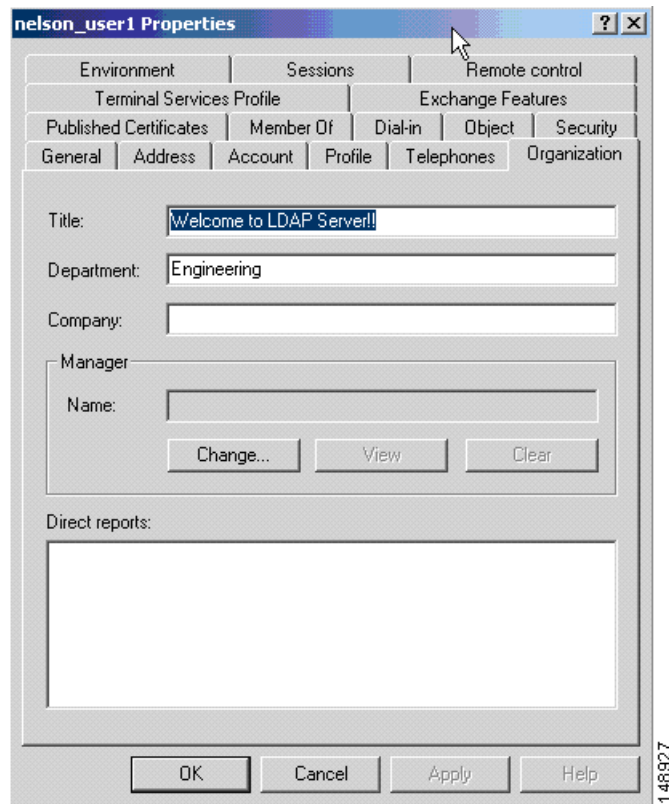 nelson_user1 Properties
Environment Sessions Remote control
Terminal Services Profile Exchange Features
Published Certificates Member Of Dial-in Object Security
General Address Account Profile Telephones Organization
Title: Welcome to LDAP Server!!
Department: Engineering
Company:
Manager
Name:
Change... View Clear
Direct reports:
OK Cancel Apply Help
148927